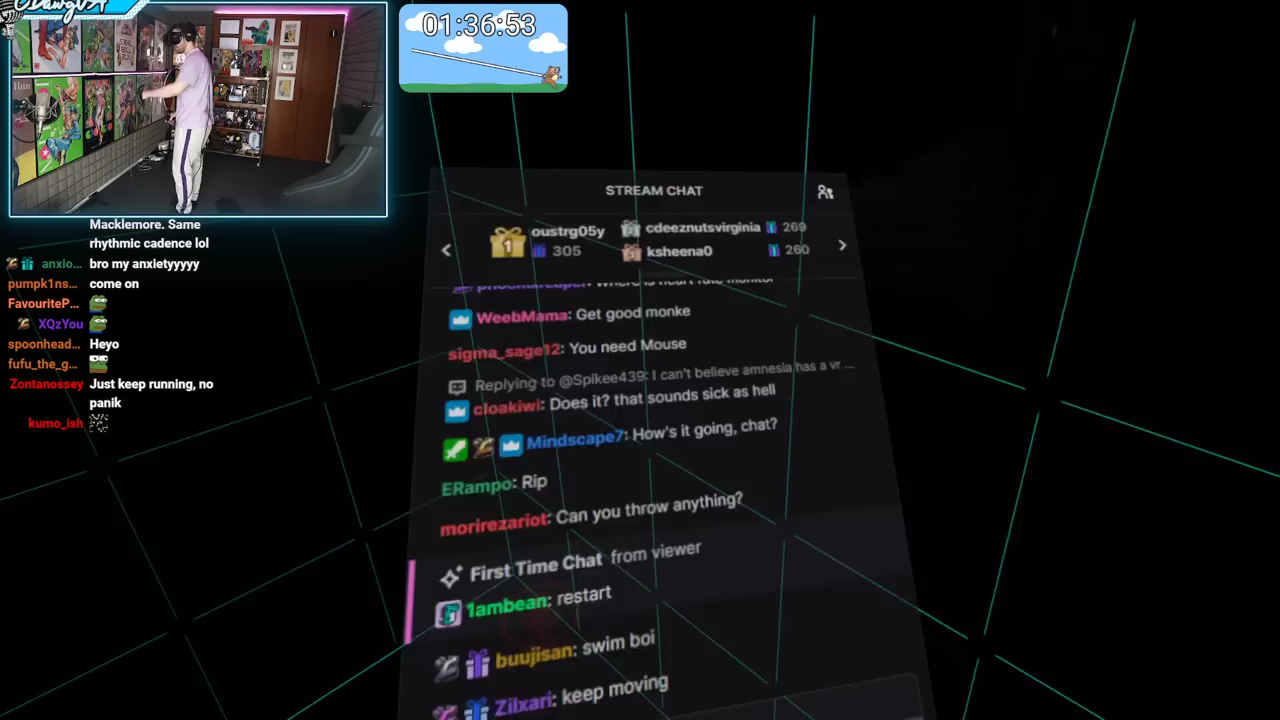 CDawgVA
01:36:53
Macklemore. Same
rhythmic cadence lol
anxio... bro my anxietyyyyy
pumpk1ns... come on
FavouriteP...
XQzYou
spoonhead... Heyo
fufu_the_g...
Zontanossey Just keep running, no
panik
kumo_ish
STREAM CHAT
1 oustrg05y 305
cdeeznutsvirginia 269
ksheena0 260
WeebMama: Get good monke
sigma_sage12: You need Mouse
Replying to @Spikee439: I can't believe amnesia has a vr ...
cloakiwi: Does it? that sounds sick as hell
Mindscape7: How's it going, chat?
ERampo: Rip
morirezariot: Can you throw anything?
First Time Chat from viewer
1ambean: restart
buujisan: swim boi
Zilxari: keep moving